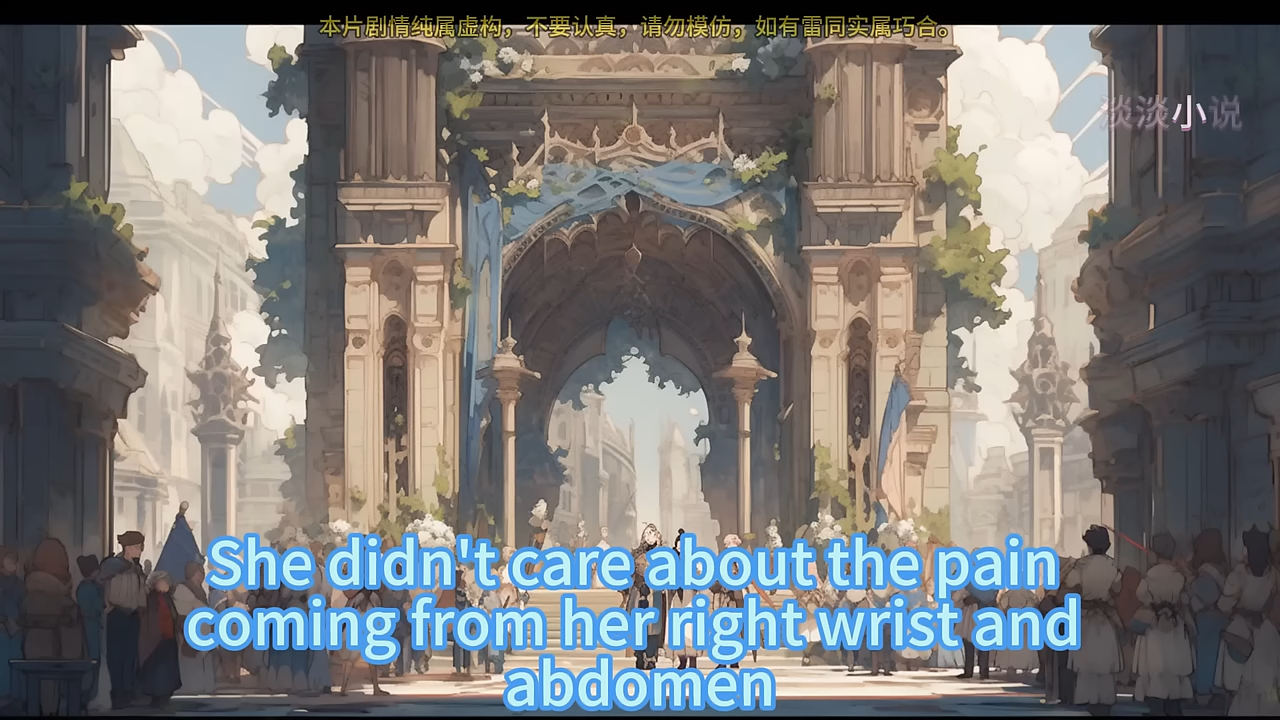 本片剧情纯属虚构，不要认真，请勿模仿，如有雷同实属巧合。
淡淡小说
She didn't care about the pain
coming from her right wrist and
abdomen